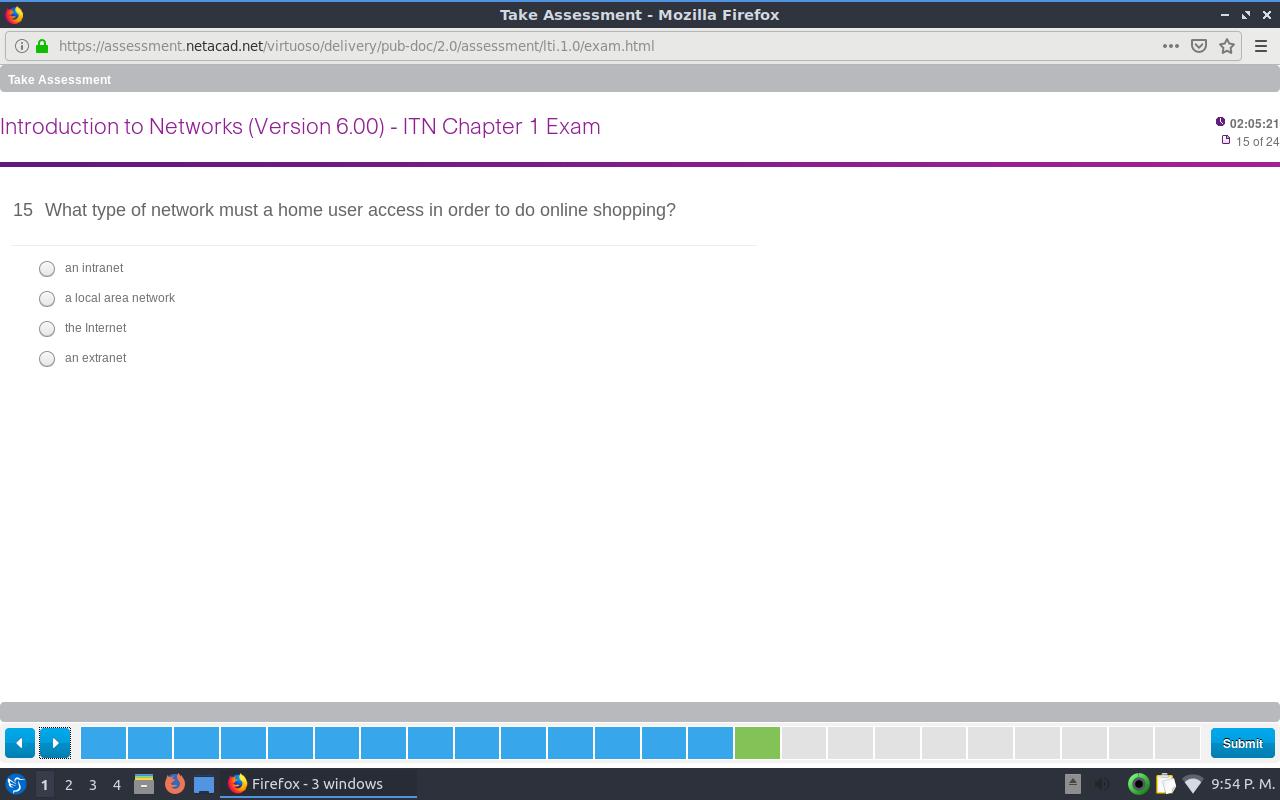 Take Assessment - Mozilla Firefox
https://assessment.netacad.net/virtuoso/delivery/pub-doc/2.0/assessment/lti.1.0/exam.html
Take Assessment
Introduction to Networks (Version 6.00) - ITN Chapter 1 Exam
02:05:21
15 of 24
15 What type of network must a home user access in order to do online shopping?
an intranet
a local area network
the Internet
an extranet
Submit
1 2 3 4 Firefox - 3 windows 9:54 P. M.